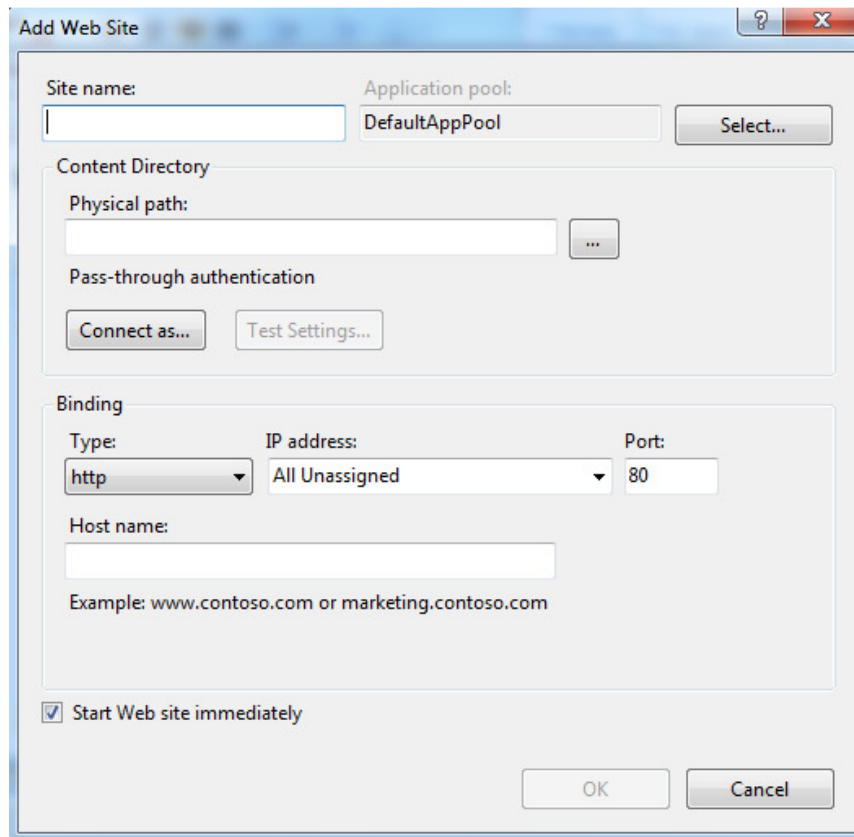 Add Web Site
Site name:
Application pool:
DefaultAppPool
Select...
Content Directory
Physical path:
...
Pass-through authentication
Connect as...
Test Settings...
Binding
Type:
IP address:
Port:
http
All Unassigned
80
Host name:
Example: www.contoso.com or marketing.contoso.com
Start Web site immediately
OK
Cancel